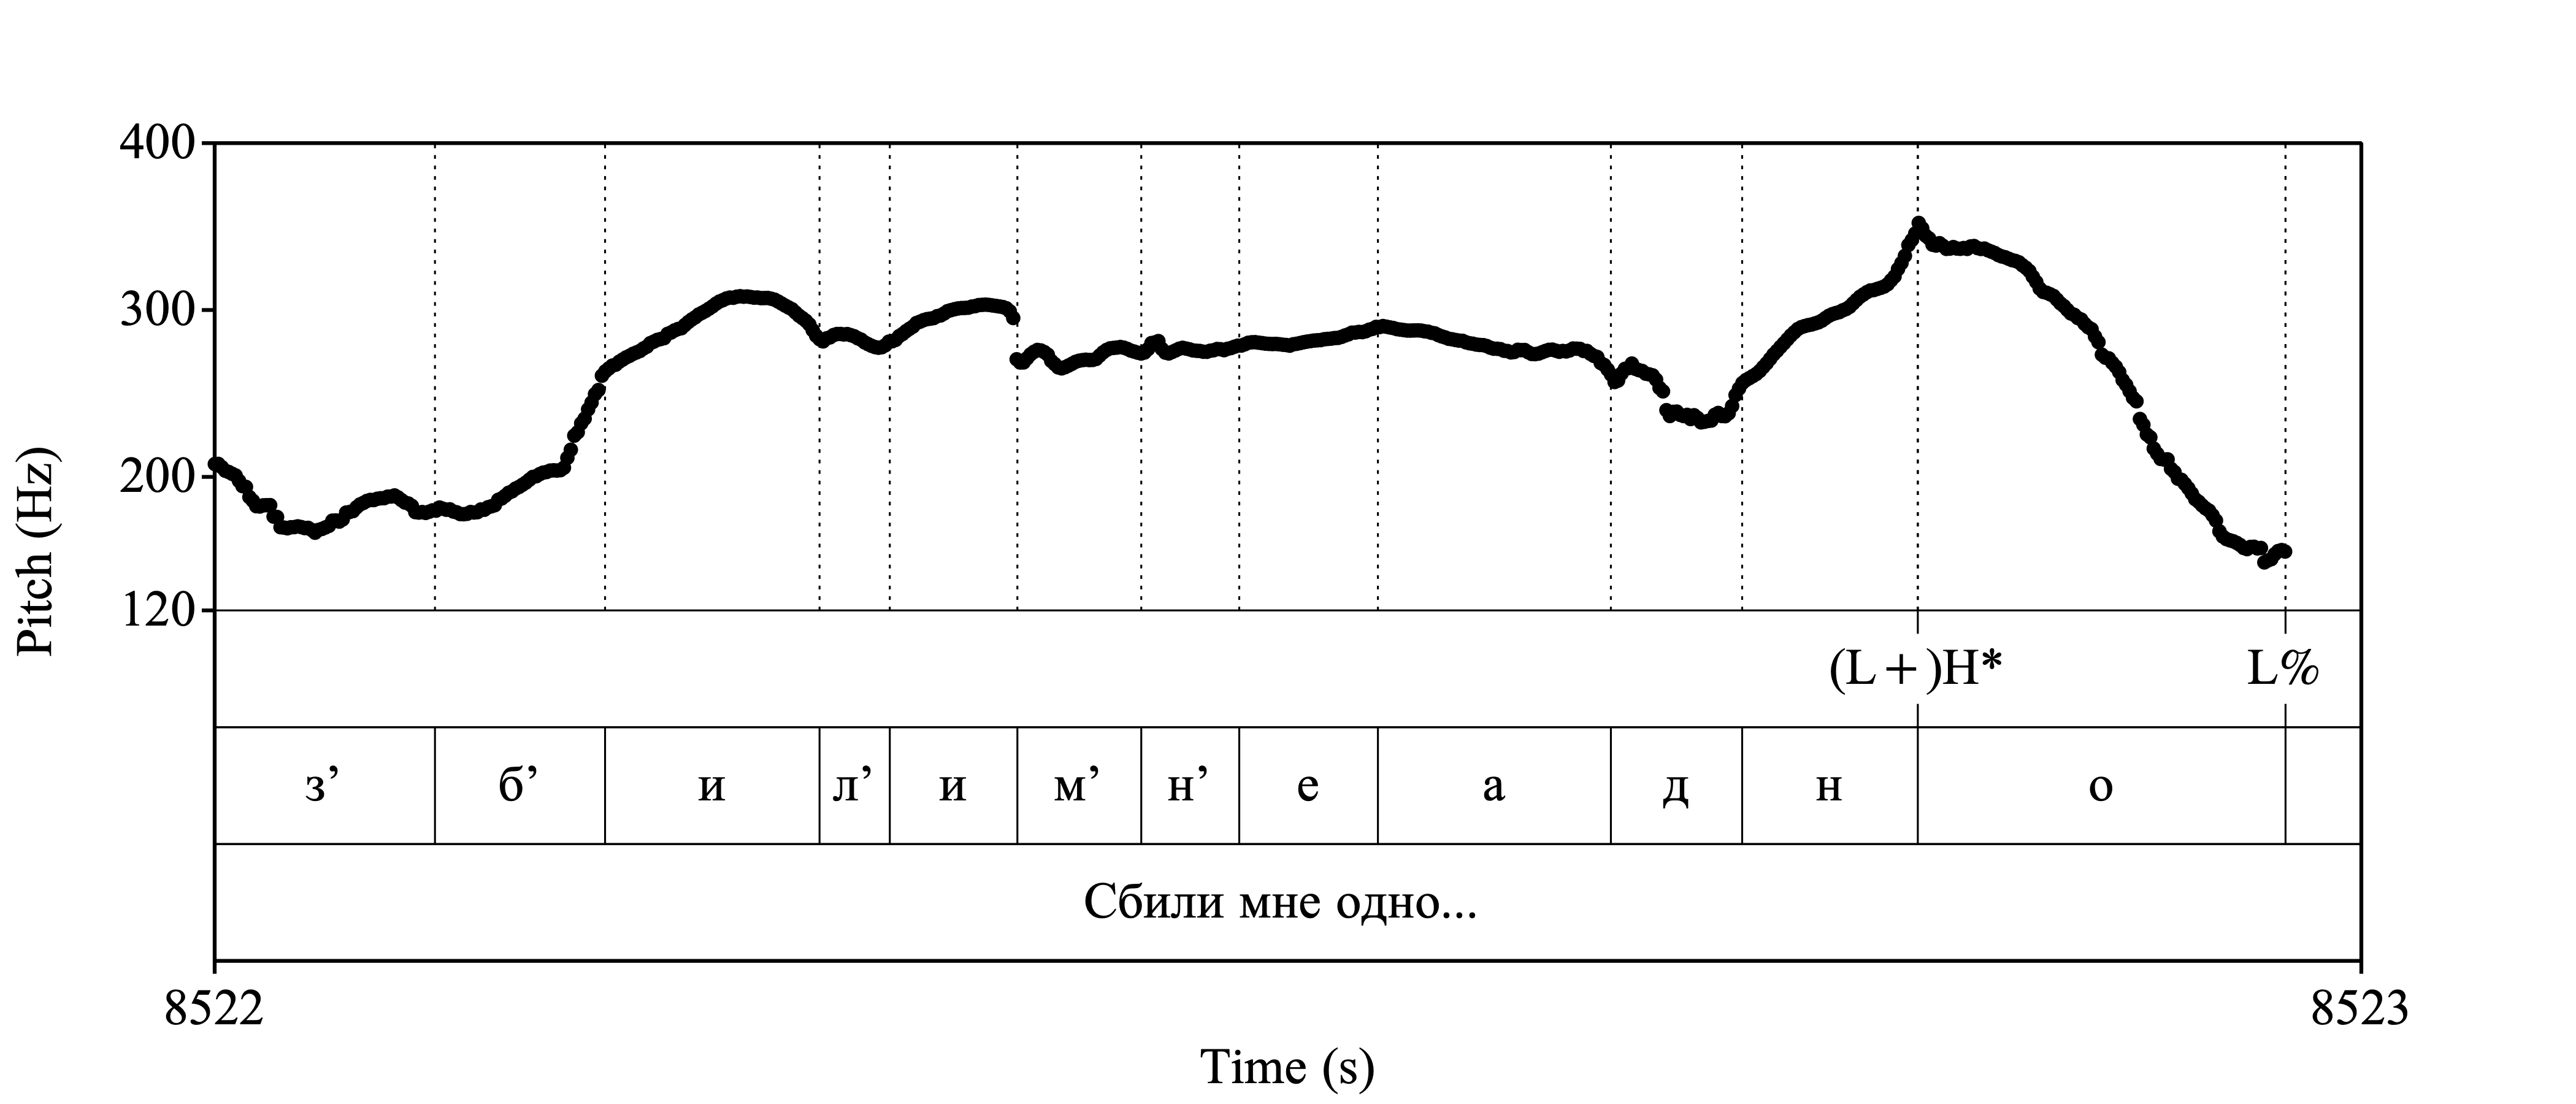 400
300
200
120
Pitch (Hz)
(L+)H* L%
з’ б’ и л’ и м’ н’ е а д н о
Сбили мне одно...
8522 8523
Time (s)